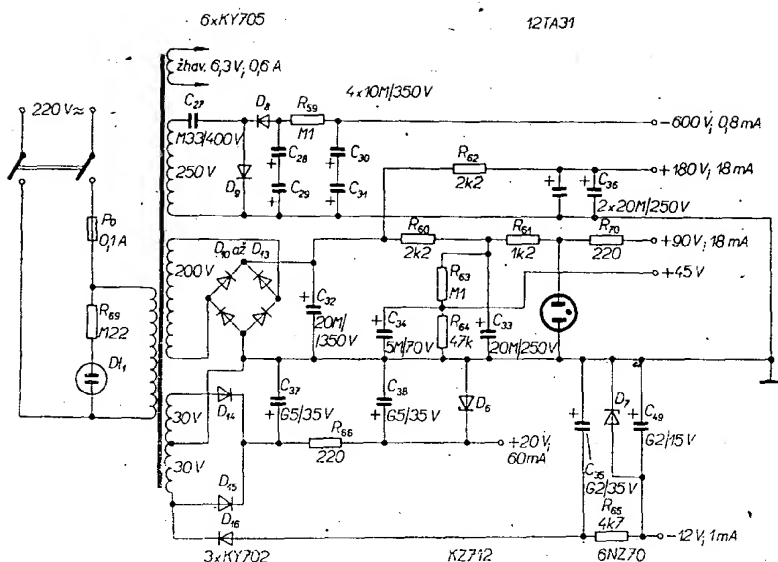 6xKY705
12TA31
žhav. 6,3V; 0,6A
220V≈
C27
D8
R59
4x10M/350V
M33/400V
M1
-600V; 0,8mA
250V
D9
C28
C30
C29
C31
R62
2k2
+180V; 18mA
C36
2x20M/250V
Po
0,1A
200V
D10 až D13
R60
2k2
R61
1k2
R70
220
+90V; 18mA
+45V
R63
M1
R69
M22
C32
20M/
/350V
C34
5M/70V
R64
47k
C33
20M/250V
Dt1
30V
D14
C37
G5/35V
C38
G5/35V
D6
D7
C49
G2/15V
R66
220
+20V;
60mA
30V
C35
G2/35V
D15
D16
R65
4k7
-12V; 1mA
3xKY702
KZ712
6NZ70